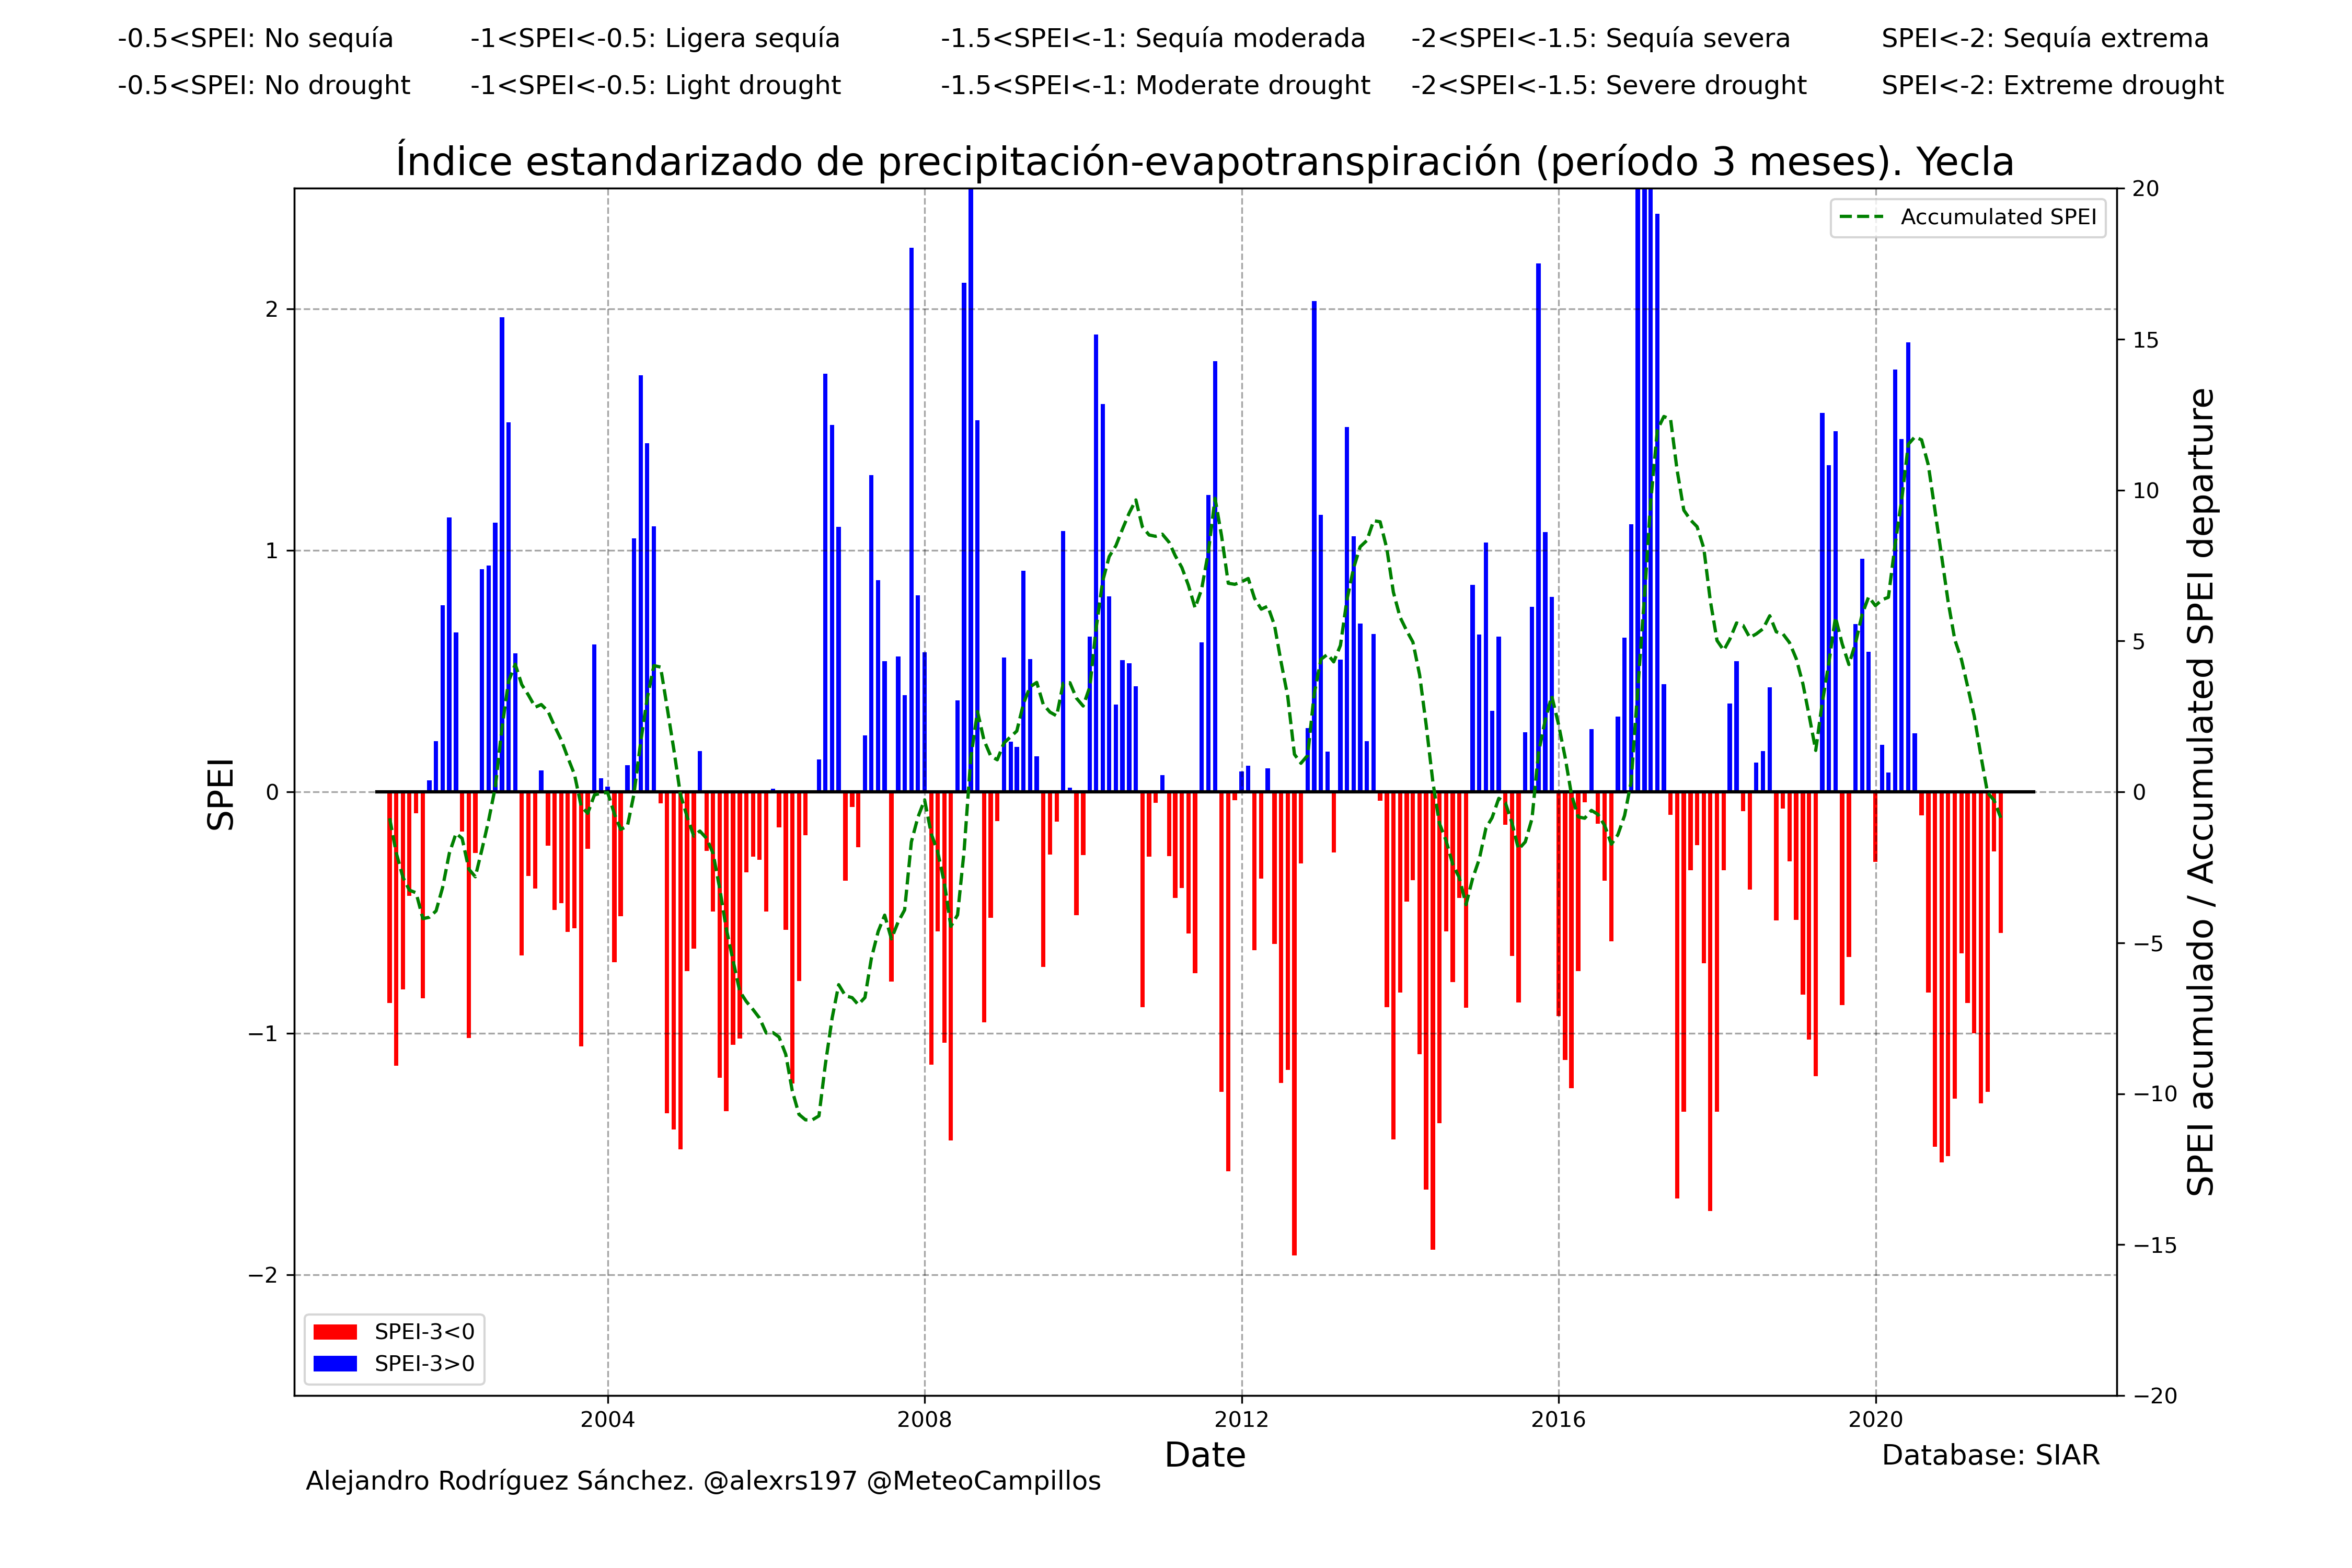 -0.5<SPEI: No sequía -1<SPEI<-0.5: Ligera sequía -1.5<SPEI<-1: Sequía moderada -2<SPEI<-1.5: Sequía severa SPEI<-2: Sequía extrema
-0.5<SPEI: No drought -1<SPEI<-0.5: Light drought -1.5<SPEI<-1: Moderate drought -2<SPEI<-1.5: Severe drought SPEI<-2: Extreme drought
Índice estandarizado de precipitación-evapotranspiración (período 3 meses). Yecla
Accumulated SPEI
SPEI
2
1
0
−1
−2
20
15
10
5
0
−5
−10
−15
−20
SPEI acumulado / Accumulated SPEI departure
SPEI-3<0
SPEI-3>0
2004 2008 2012 2016 2020
Date
Database: SIAR
Alejandro Rodríguez Sánchez. @alexrs197 @MeteoCampillos